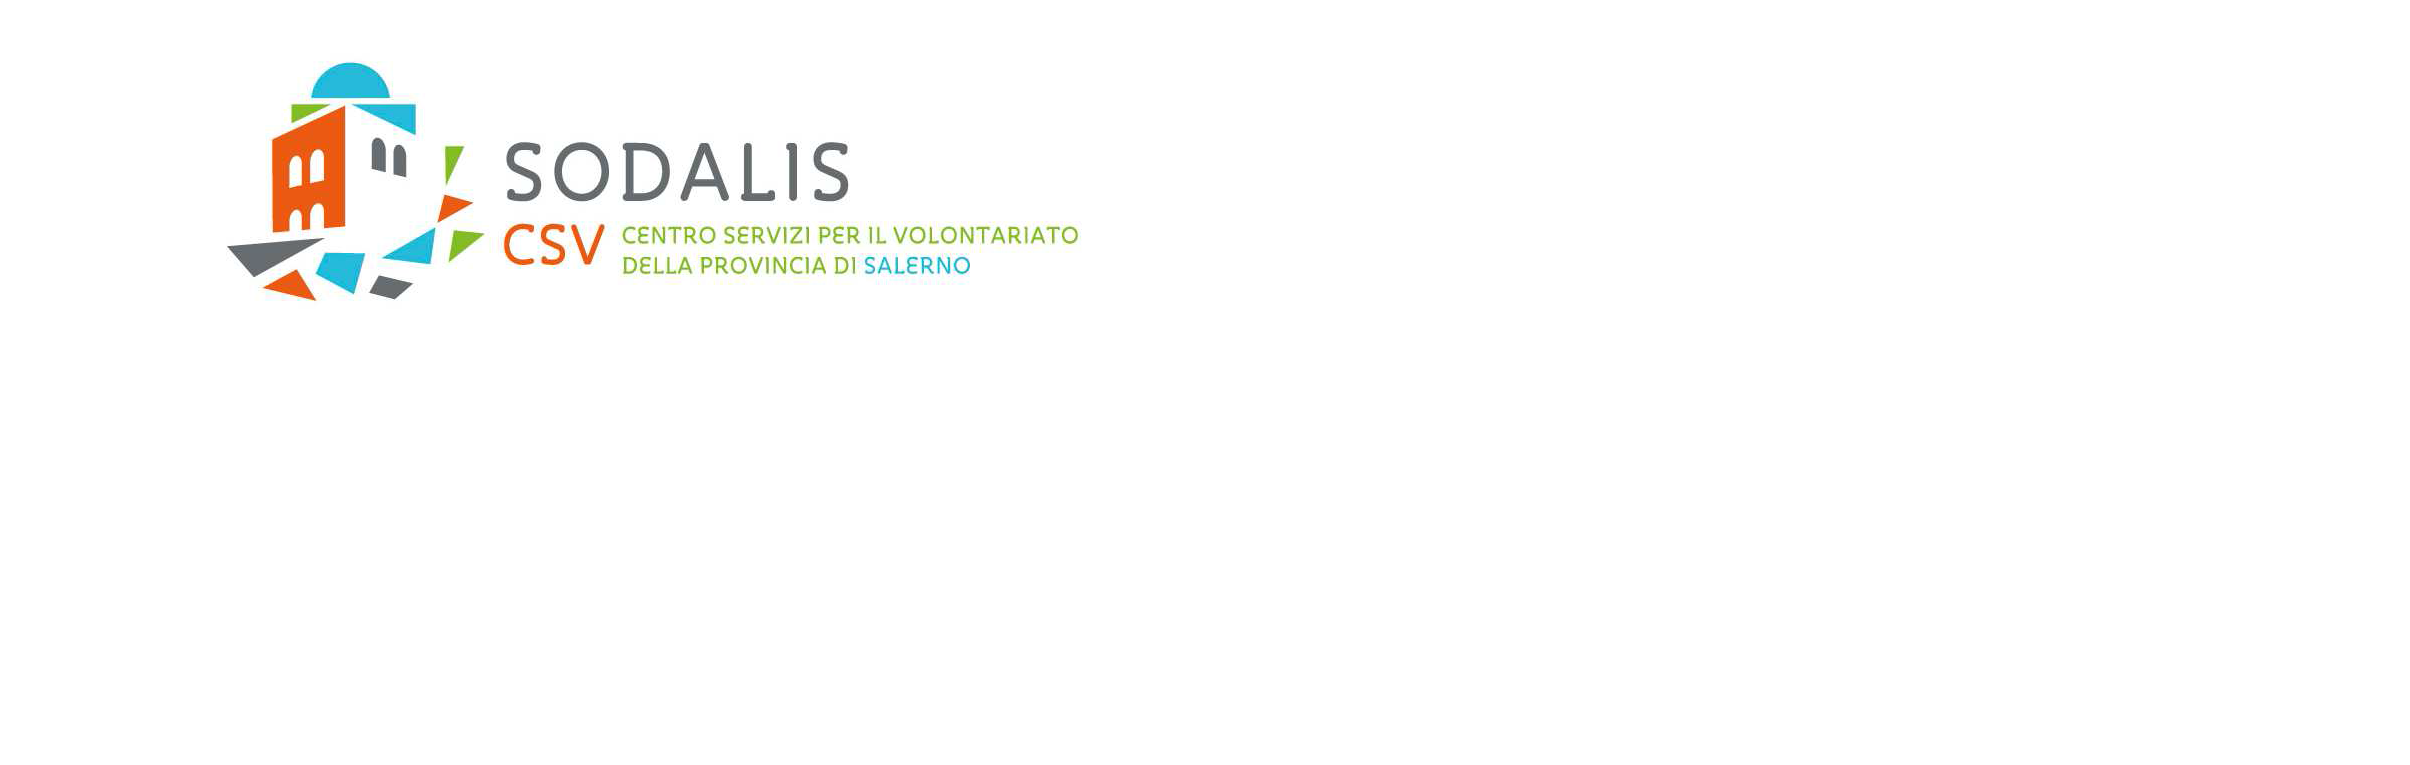 SODALIS
CSV CENTRO SERVIZI PER IL VOLONTARIATO
DELLA PROVINCIA DI SALERNO